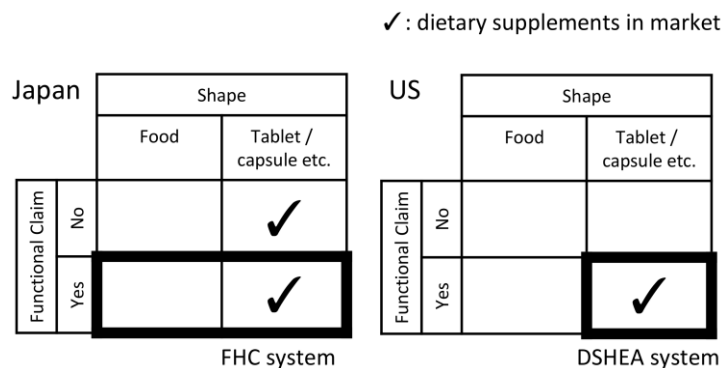 ✓: dietary supplements in market
Japan
Shape
Food
Tablet /
capsule etc.
Functional Claim
No
✓
Yes
✓
FHC system
US
Shape
Food
Tablet /
capsule etc.
Functional Claim
No
Yes
✓
DSHEA system